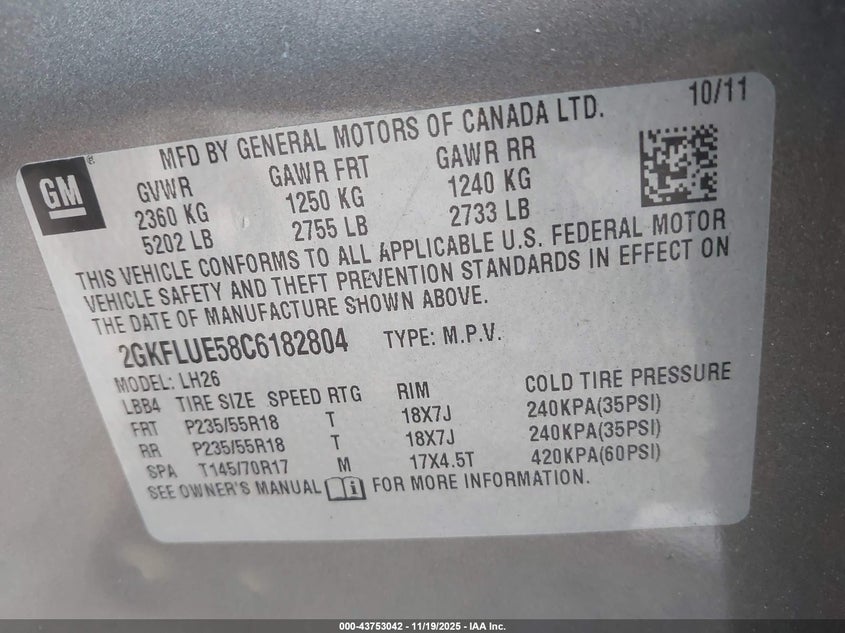 10/11
MFD BY GENERAL MOTORS OF CANADA LTD.
GM
GVWR GAWR FRT GAWR RR
2360 KG 1250 KG 1240 KG
5202 LB 2755 LB 2733 LB
THIS VEHICLE CONFORMS TO ALL APPLICABLE U.S. FEDERAL MOTOR
VEHICLE SAFETY AND THEFT PREVENTION STANDARDS IN EFFECT ON
THE DATE OF MANUFACTURE SHOWN ABOVE.
2GKFLUE58C6182804 TYPE: M.P.V.
MODEL: LH26
LBB4 TIRE SIZE SPEED RTG RIM COLD TIRE PRESSURE
FRT P235/55R18 T 18X7J 240KPA(35PSI)
RR P235/55R18 T 18X7J 240KPA(35PSI)
SPA T145/70R17 M 17X4.5T 420KPA(60PSI)
SEE OWNER'S MANUAL FOR MORE INFORMATION.
000-43753042 - 11/19/2025 - IAA Inc.